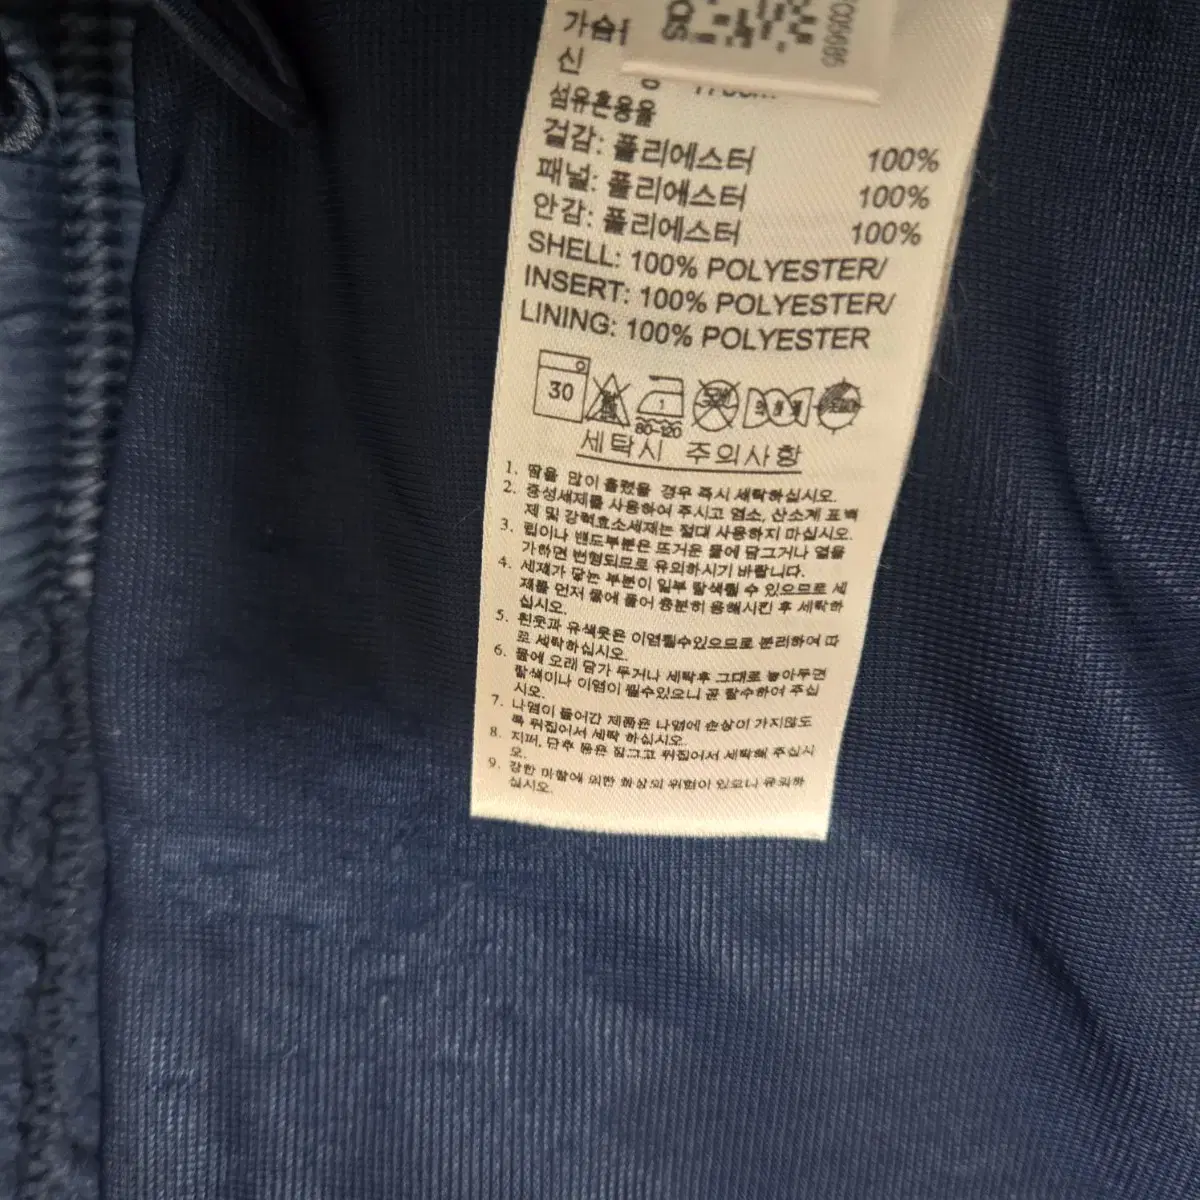 가슴
신
섬유혼용율
겉감: 폴리에스터 100%
패널: 폴리에스터 100%
안감: 폴리에스터 100%
SHELL: 100% POLYESTER/
INSERT: 100% POLYESTER/
LINING: 100% POLYESTER
30
80-120
세탁시 주의사항
1. 땀을 많이 흘렸을 경우 즉시 세탁하십시오.
2. 중성세제를 사용하여 주시고 염소, 산소계 표백
제 및 강력효소세제는 절대 사용하지 마십시오.
3. 립이나 밴드부분은 뜨거운 물에 담그거나 열을
가하면 변형되므로 유의하시기 바랍니다.
4. 세제가 닿는 부분이 일부 탈색될 수 있으므로 세
제를 먼저 물에 풀어 충분히 용해시킨 후 세탁하
십시오.
5. 흰옷과 유색옷은 이염될수있으므로 분리하여 따
로 세탁하십시오.
6. 물에 오래 담가 두거나 세탁후 그대로 놓아두면
탈색이나 이염이 될수있으니 곧 탈수하여 주십
시오.
7. 나염이 들어간 제품은 나염에 손상이 가지않도
록 뒤집어서 세탁 하십시오.
8. 지퍼, 단추 등은 잠그고 뒤집어서 세탁해 주십시
오.
9. 강한 마찰에 의한 화상의 위험이 있으니 유의하
십시오.